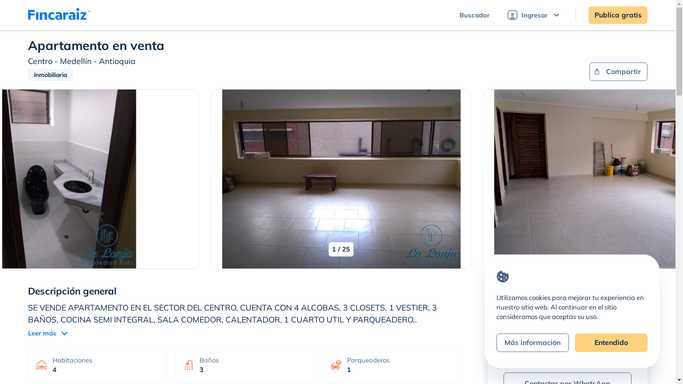 Fincaraiz
Buscador
Ingresar
Publica gratis
Apartamento en venta
Centro - Medellín - Antioquia
Inmobiliaria
Compartir
La Lonja
1 / 25
La Lonja
Descripción general
SE VENDE APARTAMENTO EN EL SECTOR DEL CENTRO, CUENTA CON 4 ALCOBAS, 3 CLOSETS, 1 VESTIER, 3
BAÑOS, COCINA SEMI INTEGRAL, SALA COMEDOR, CALENTADOR, 1 CUARTO UTIL Y PARQUEADERO..
Leer más
Habitaciones
4
Baños
3
Parqueaderos
1
Utilizamos cookies para mejorar tu experiencia en
nuestro sitio web. Al continuar en el sitio
consideramos que aceptas su uso.
Más información
Entendido
Contactar por WhatsApp